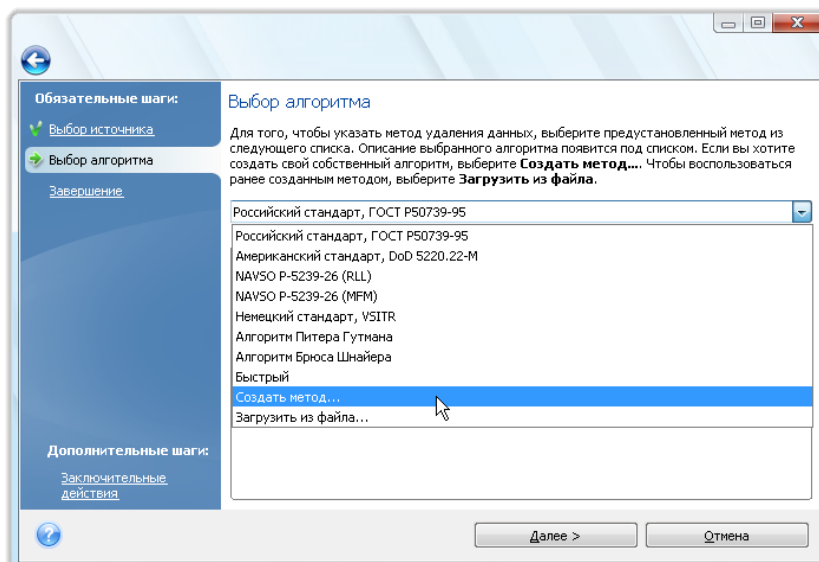 Обязательные шаги:
Выбор источника
Выбор алгоритма
Завершение
Выбор алгоритма
Для того, чтобы указать метод удаления данных, выберите предустановленный метод из
следующего списка. Описание выбранного алгоритма появится под списком. Если вы хотите
создать свой собственный алгоритм, выберите Создать метод.... Чтобы воспользоваться
ранее созданным методом, выберите Загрузить из файла.
Российский стандарт, ГОСТ P50739-95
Российский стандарт, ГОСТ P50739-95
Американский стандарт, DoD 5220.22-M
NAVSO P-5239-26 (RLL)
NAVSO P-5239-26 (MFM)
Немецкий стандарт, VSITR
Алгоритм Питера Гутмана
Алгоритм Брюса Шнайера
Быстрый
Создать метод...
Загрузить из файла...
Дополнительные шаги:
Заключительные
действия
Далее >
Отмена